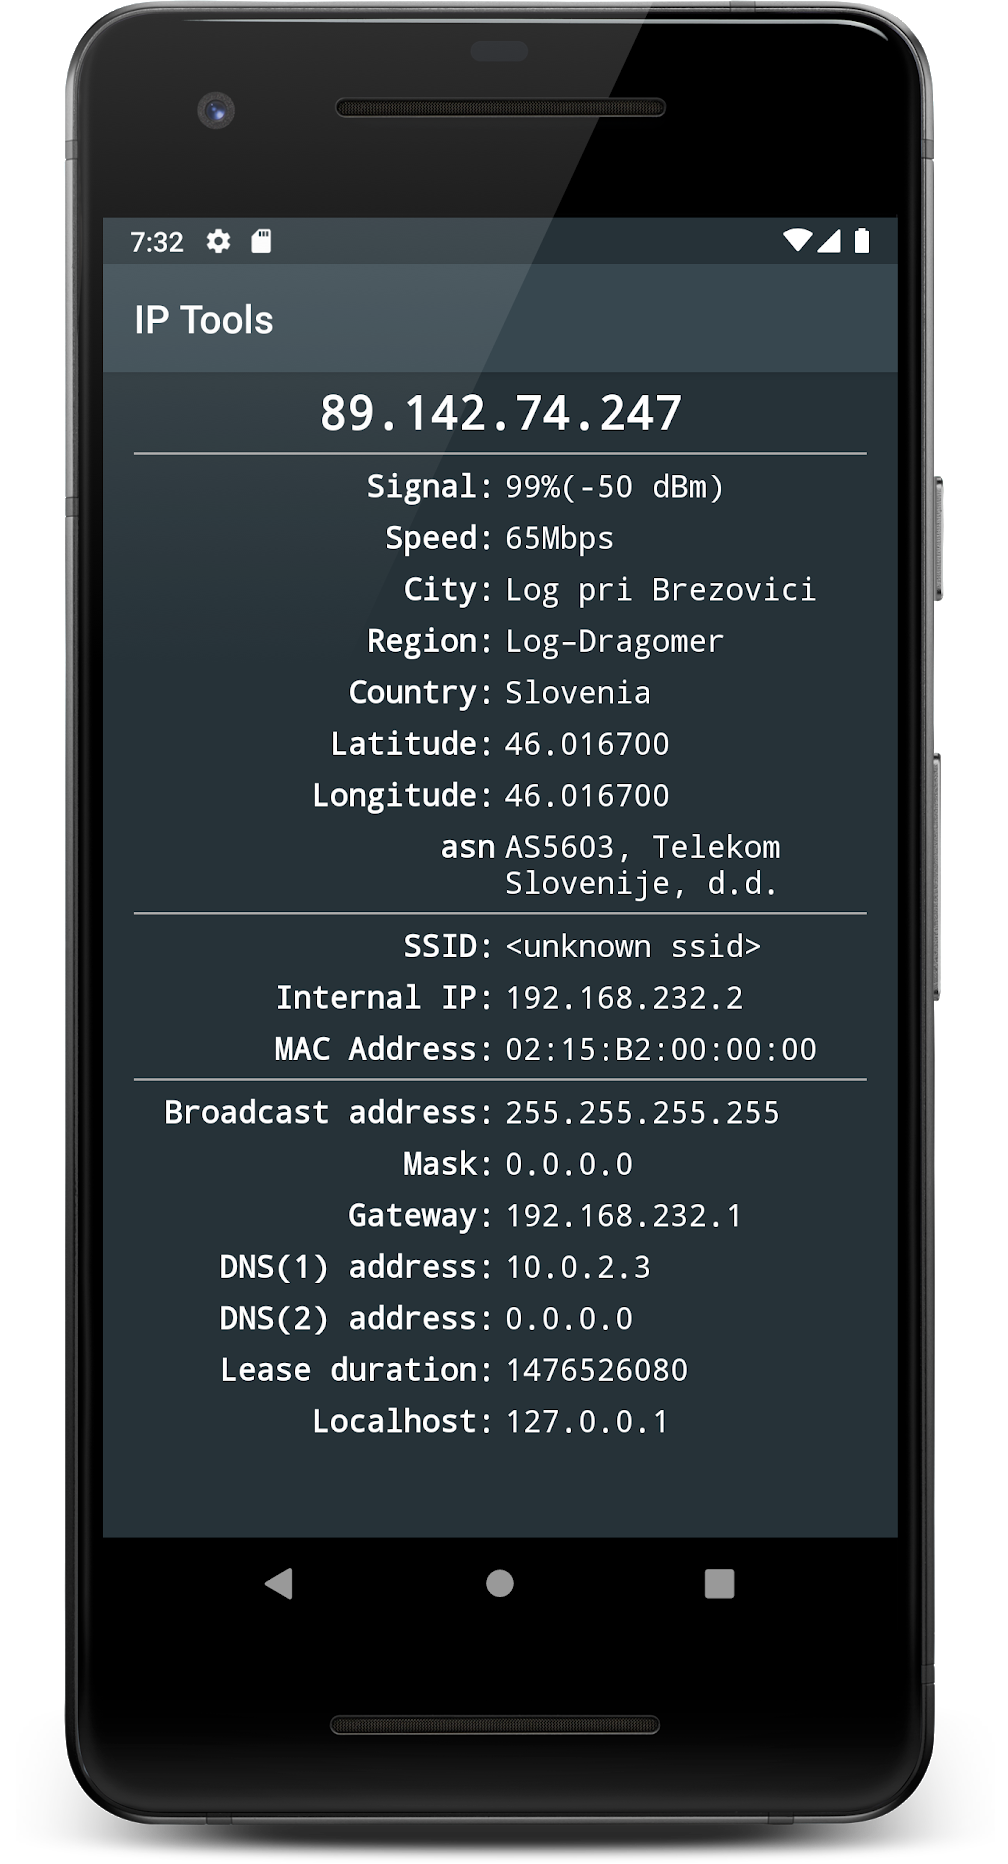 7:32
IP Tools
89.142.74.247
Signal: 99%(-50 dBm)
Speed: 65Mbps
City: Log pri Brezovici
Region: Log–Dragomer
Country: Slovenia
Latitude: 46.016700
Longitude: 46.016700
asn AS5603, Telekom
Slovenije, d.d.
SSID: <unknown ssid>
Internal IP: 192.168.232.2
MAC Address: 02:15:B2:00:00:00
Broadcast address: 255.255.255.255
Mask: 0.0.0.0
Gateway: 192.168.232.1
DNS(1) address: 10.0.2.3
DNS(2) address: 0.0.0.0
Lease duration: 1476526080
Localhost: 127.0.0.1